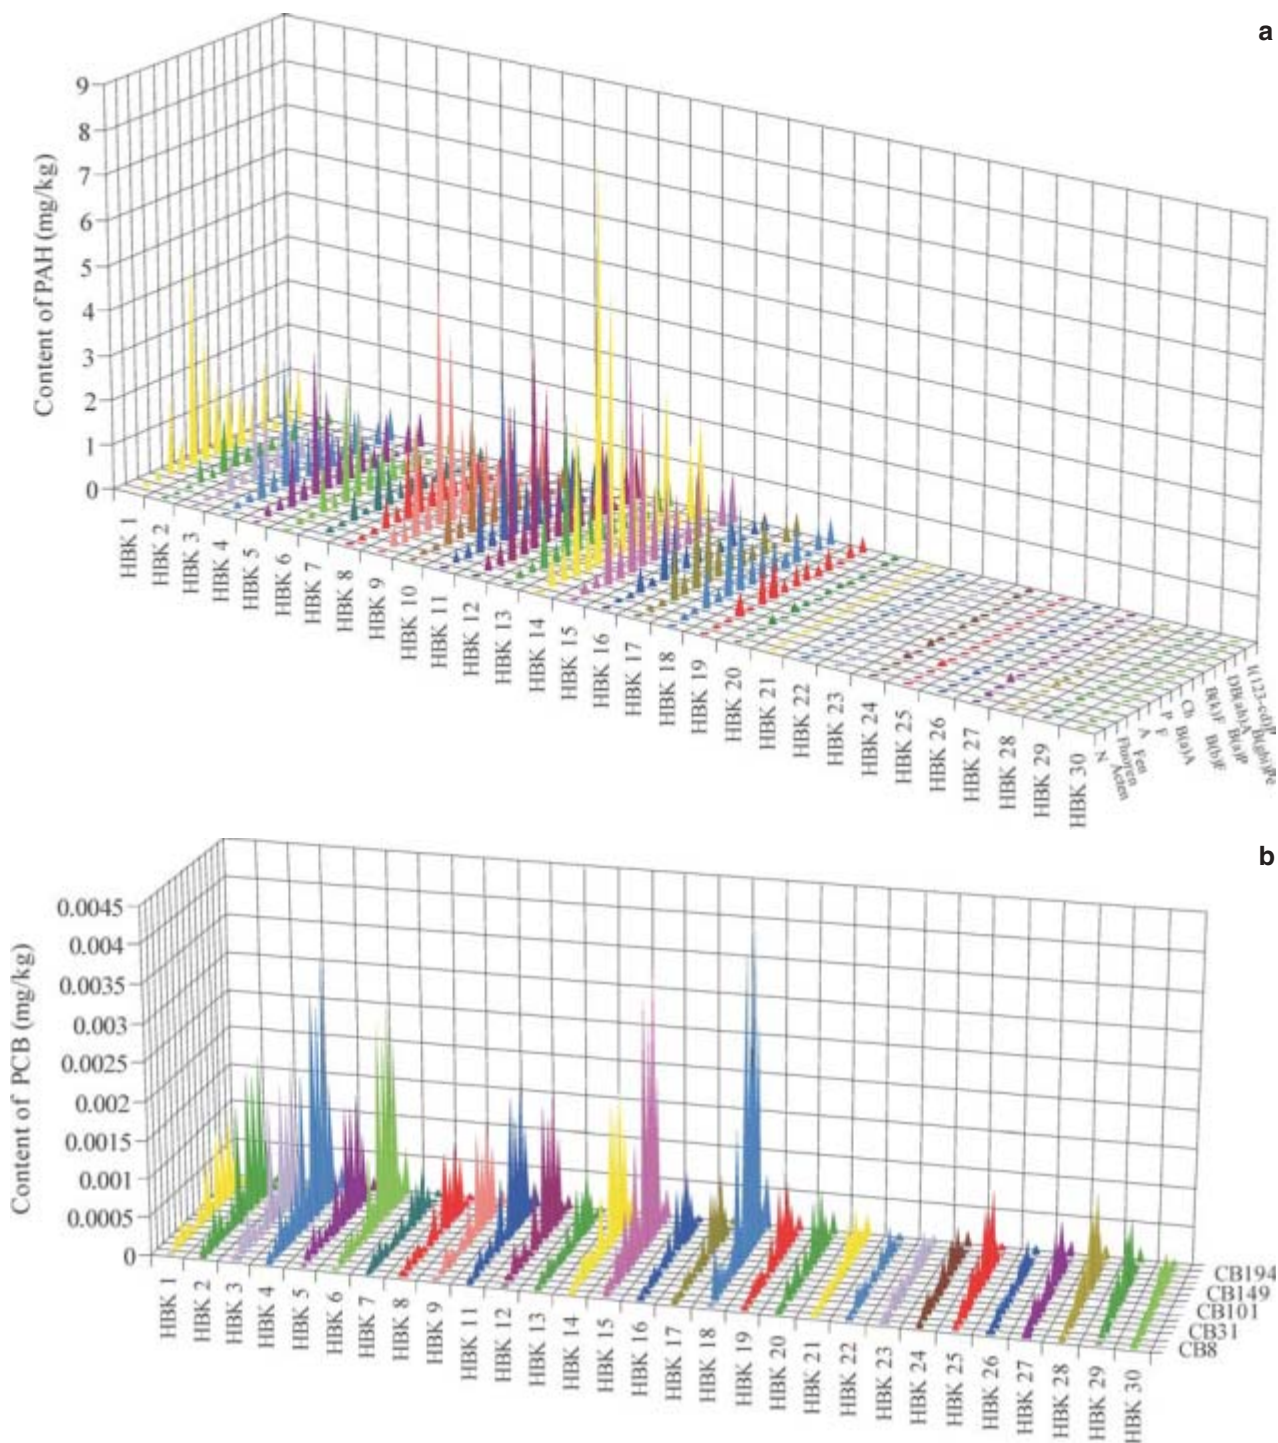 a
Content of PAH (mg/kg)
9
8
7
6
5
4
3
2
1
0
HBK 1
HBK 2
HBK 3
HBK 4
HBK 5
HBK 6
HBK 7
HBK 8
HBK 9
HBK 10
HBK 11
HBK 12
HBK 13
HBK 14
HBK 15
HBK 16
HBK 17
HBK 18
HBK 19
HBK 20
HBK 21
HBK 22
HBK 23
HBK 24
HBK 25
HBK 26
HBK 27
HBK 28
HBK 29
HBK 30
N
Acten
Fluoren
Fen
A
F
P
B(a)A
Ch
B(b)F
B(k)F
B(a)P
DB(ah)A
B(ghi)Pe
I(123-cd)P
b
Content of PCB (mg/kg)
0.0045
0.004
0.0035
0.003
0.0025
0.002
0.0015
0.001
0.0005
0
HBK 1
HBK 2
HBK 3
HBK 4
HBK 5
HBK 6
HBK 7
HBK 8
HBK 9
HBK 11
HBK 12
HBK 13
HBK 14
HBK 15
HBK 16
HBK 17
HBK 18
HBK 19
HBK 20
HBK 21
HBK 22
HBK 23
HBK 24
HBK 25
HBK 26
HBK 27
HBK 28
HBK 29
HBK 30
CB194
CB149
CB101
CB31
CB8